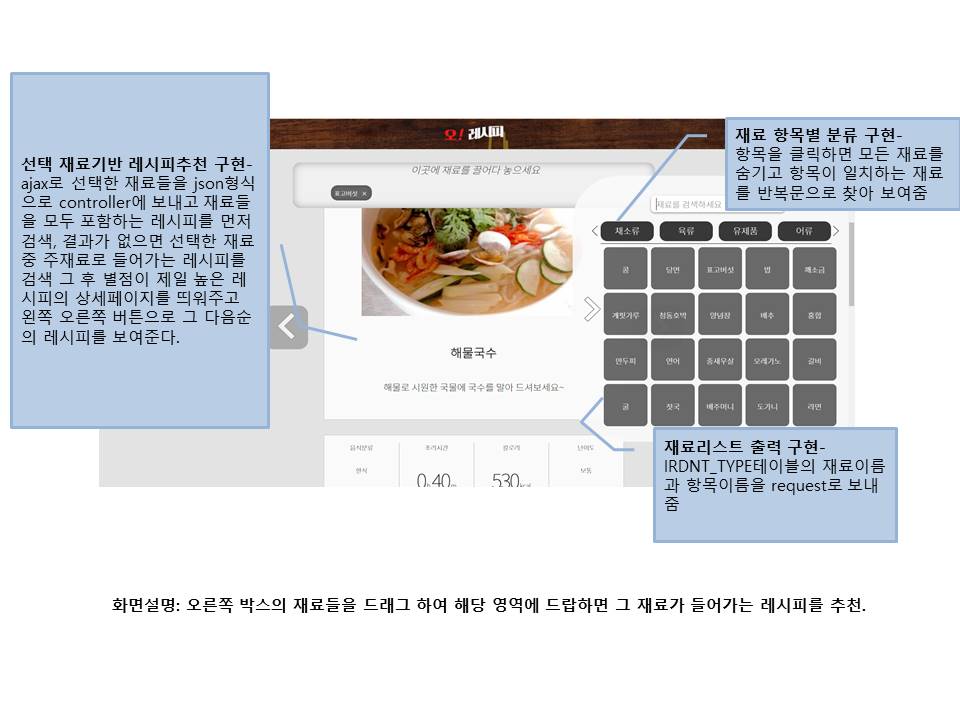 선택 재료기반 레시피추천 구현-
ajax로 선택한 재료들을 json형식
으로 controller에 보내고 재료들
을 모두 포함하는 레시피를 먼저
검색, 결과가 없으면 선택한 재료
중 주재료로 들어가는 레시피를
검색 그 후 별점이 제일 높은 레
시피의 상세페이지를 띄워주고
왼쪽 오른쪽 버튼으로 그 다음순
의 레시피를 보여준다.
오! 레시피
이곳에 재료를 끌어다 놓으세요
표고버섯 ×
해물국수
해물로 시원한 국물에 국수를 말아 드셔보세요~
음식분류 조리시간 칼로리 난이도
한식 보통
0h 40m 530kcal
재료 항목별 분류 구현-
항목을 클릭하면 모든 재료를
숨기고 항목이 일치하는 재료
를 반복문으로 찾아 보여줌
재료를 검색하세요
채소류 육류 유제품 어류
콩 당면 표고버섯 밥 깨소금
계핏가루 청둥호박 양념장 배추 홍합
만두피 연어 중새우살 오레가노 갈비
굴 젓국 배주머니 도가니 라면
재료리스트 출력 구현-
IRDNT_TYPE테이블의 재료이름
과 항목이름을 request로 보내
줌
화면설명: 오른쪽 박스의 재료들을 드래그 하여 해당 영역에 드랍하면 그 재료가 들어가는 레시피를 추천.